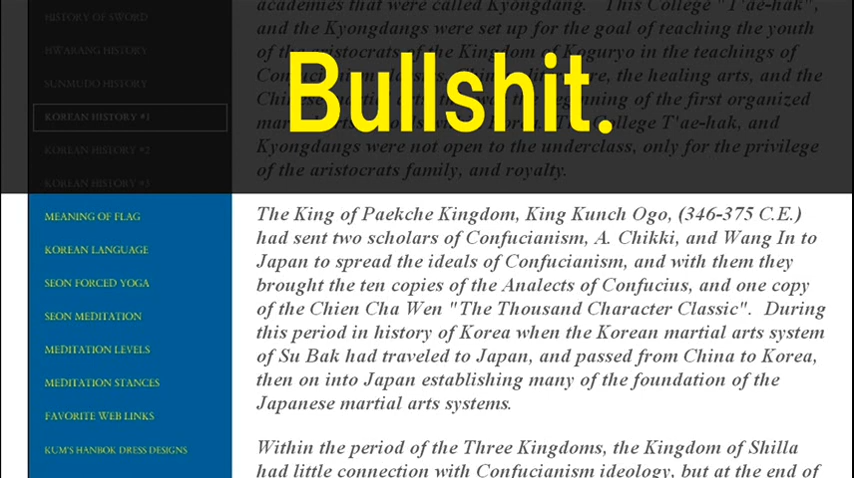 HISTORY OF SWORD
HWARANG HISTORY
SUNMUDO HISTORY
KOREAN HISTORY #1
KOREAN HISTORY #2
KOREAN HISTORY #3
MEANING OF FLAG
KOREAN LANGUAGE
SEON FORCED YOGA
SEON MEDITATION
MEDITATION LEVELS
MEDITATION STANCES
FAVORITE WEB LINKS
KUM'S HANBOK DRESS DESIGNS
Bullshit.
academies that were called Kyongdang. This College "T'ae-hak",
and the Kyongdangs were set up for the goal of teaching the youth
of the aristocrats of the Kingdom of Koguryo in the teachings of
the healing arts, and the
beginning of the first organized
College T'ae-hak, and
Kyongdangs were not open to the underclass, only for the privilege
of the aristocrats family, and royalty.
The King of Paekche Kingdom, King Kunch Ogo, (346-375 C.E.)
had sent two scholars of Confucianism, A. Chikki, and Wang In to
Japan to spread the ideals of Confucianism, and with them they
brought the ten copies of the Analects of Confucius, and one copy
of the Chien Cha Wen "The Thousand Character Classic". During
this period in history of Korea when the Korean martial arts system
of Su Bak had traveled to Japan, and passed from China to Korea,
then on into Japan establishing many of the foundation of the
Japanese martial arts systems.
Within the period of the Three Kingdoms, the Kingdom of Shilla
had little connection with Confucianism ideology, but at the end of